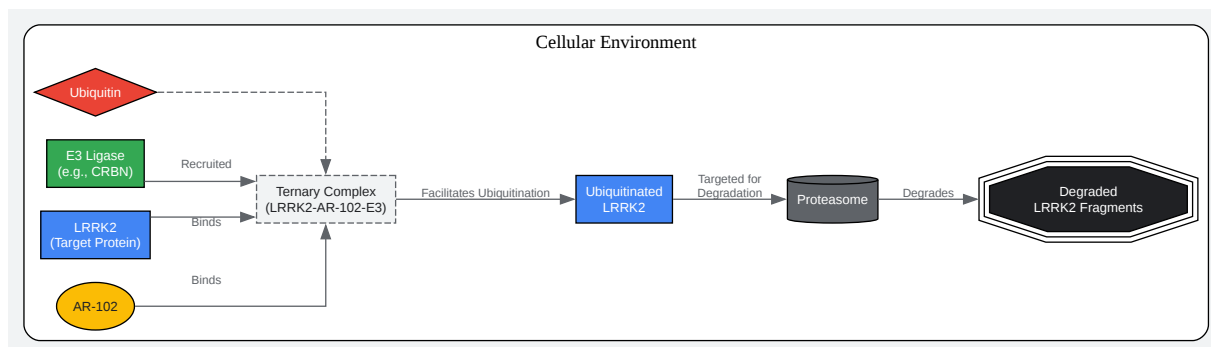 Cellular Environment
Ubiquitin
E3 Ligase
(e.g., CRBN)
Recruited
LRRK2
(Target Protein)
Binds
AR-102
Binds
Ternary Complex
(LRRK2-AR-102-E3)
Facilitates Ubiquitination
Ubiquitinated
LRRK2
Targeted for
Degradation
Proteasome
Degrades
Degraded
LRRK2 Fragments